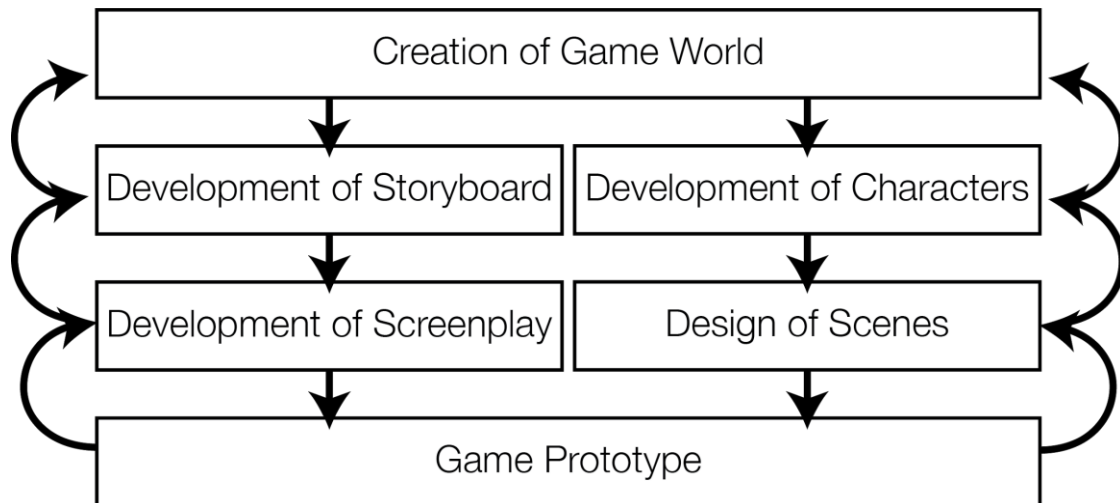 Creation of Game World
Development of Storyboard
Development of Characters
Development of Screenplay
Design of Scenes
Game Prototype